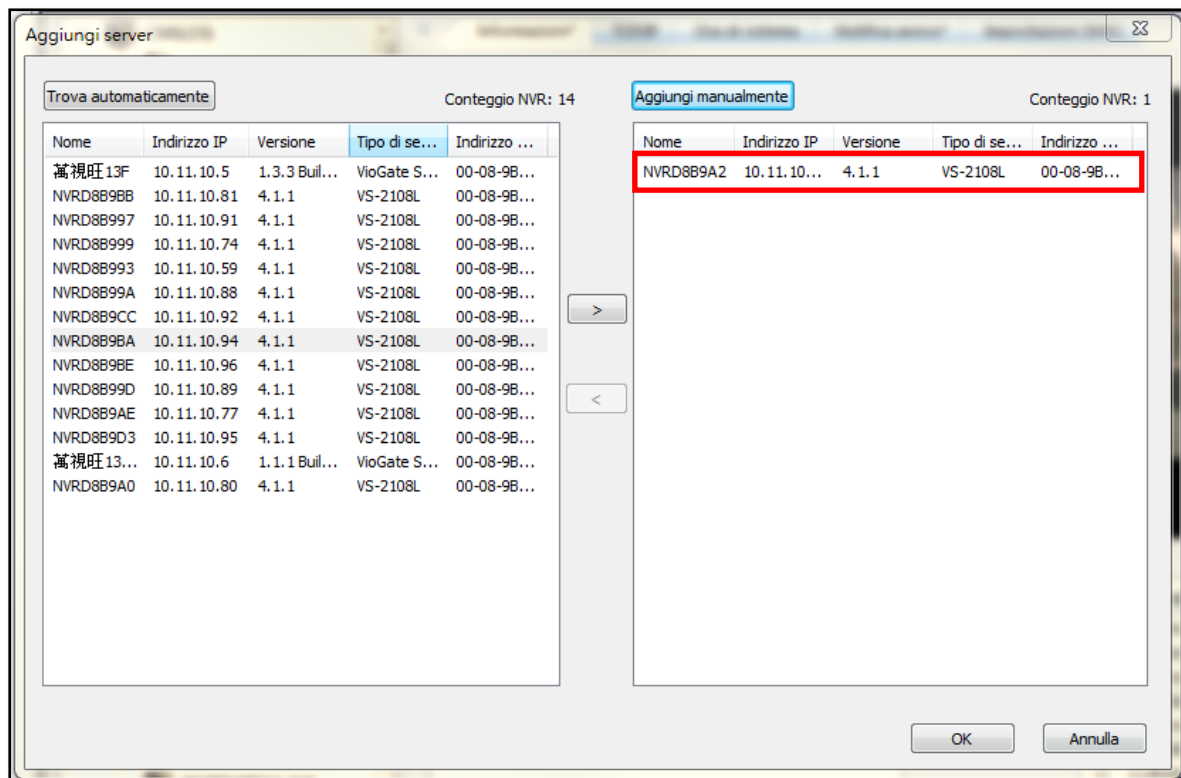 Aggiungi server
Trova automaticamente Conteggio NVR: 14
Nome Indirizzo IP Versione Tipo di se... Indirizzo ...
萬視旺13F 10.11.10.5 1.3.3 Buil... VioGate S... 00-08-9B...
NVRD8B9BB 10.11.10.81 4.1.1 VS-2108L 00-08-9B...
NVRD8B997 10.11.10.91 4.1.1 VS-2108L 00-08-9B...
NVRD8B999 10.11.10.74 4.1.1 VS-2108L 00-08-9B...
NVRD8B993 10.11.10.59 4.1.1 VS-2108L 00-08-9B...
NVRD8B99A 10.11.10.88 4.1.1 VS-2108L 00-08-9B...
NVRD8B9CC 10.11.10.92 4.1.1 VS-2108L 00-08-9B...
NVRD8B9BA 10.11.10.94 4.1.1 VS-2108L 00-08-9B...
NVRD8B9BE 10.11.10.96 4.1.1 VS-2108L 00-08-9B...
NVRD8B99D 10.11.10.89 4.1.1 VS-2108L 00-08-9B...
NVRD8B9AE 10.11.10.77 4.1.1 VS-2108L 00-08-9B...
NVRD8B9D3 10.11.10.95 4.1.1 VS-2108L 00-08-9B...
萬視旺13... 10.11.10.6 1.1.1 Buil... VioGate S... 00-08-9B...
NVRD8B9A0 10.11.10.80 4.1.1 VS-2108L 00-08-9B...
>
<
Aggiungi manualmente Conteggio NVR: 1
Nome Indirizzo IP Versione Tipo di se... Indirizzo ...
NVRD8B9A2 10.11.10... 4.1.1 VS-2108L 00-08-9B...
OK Annulla